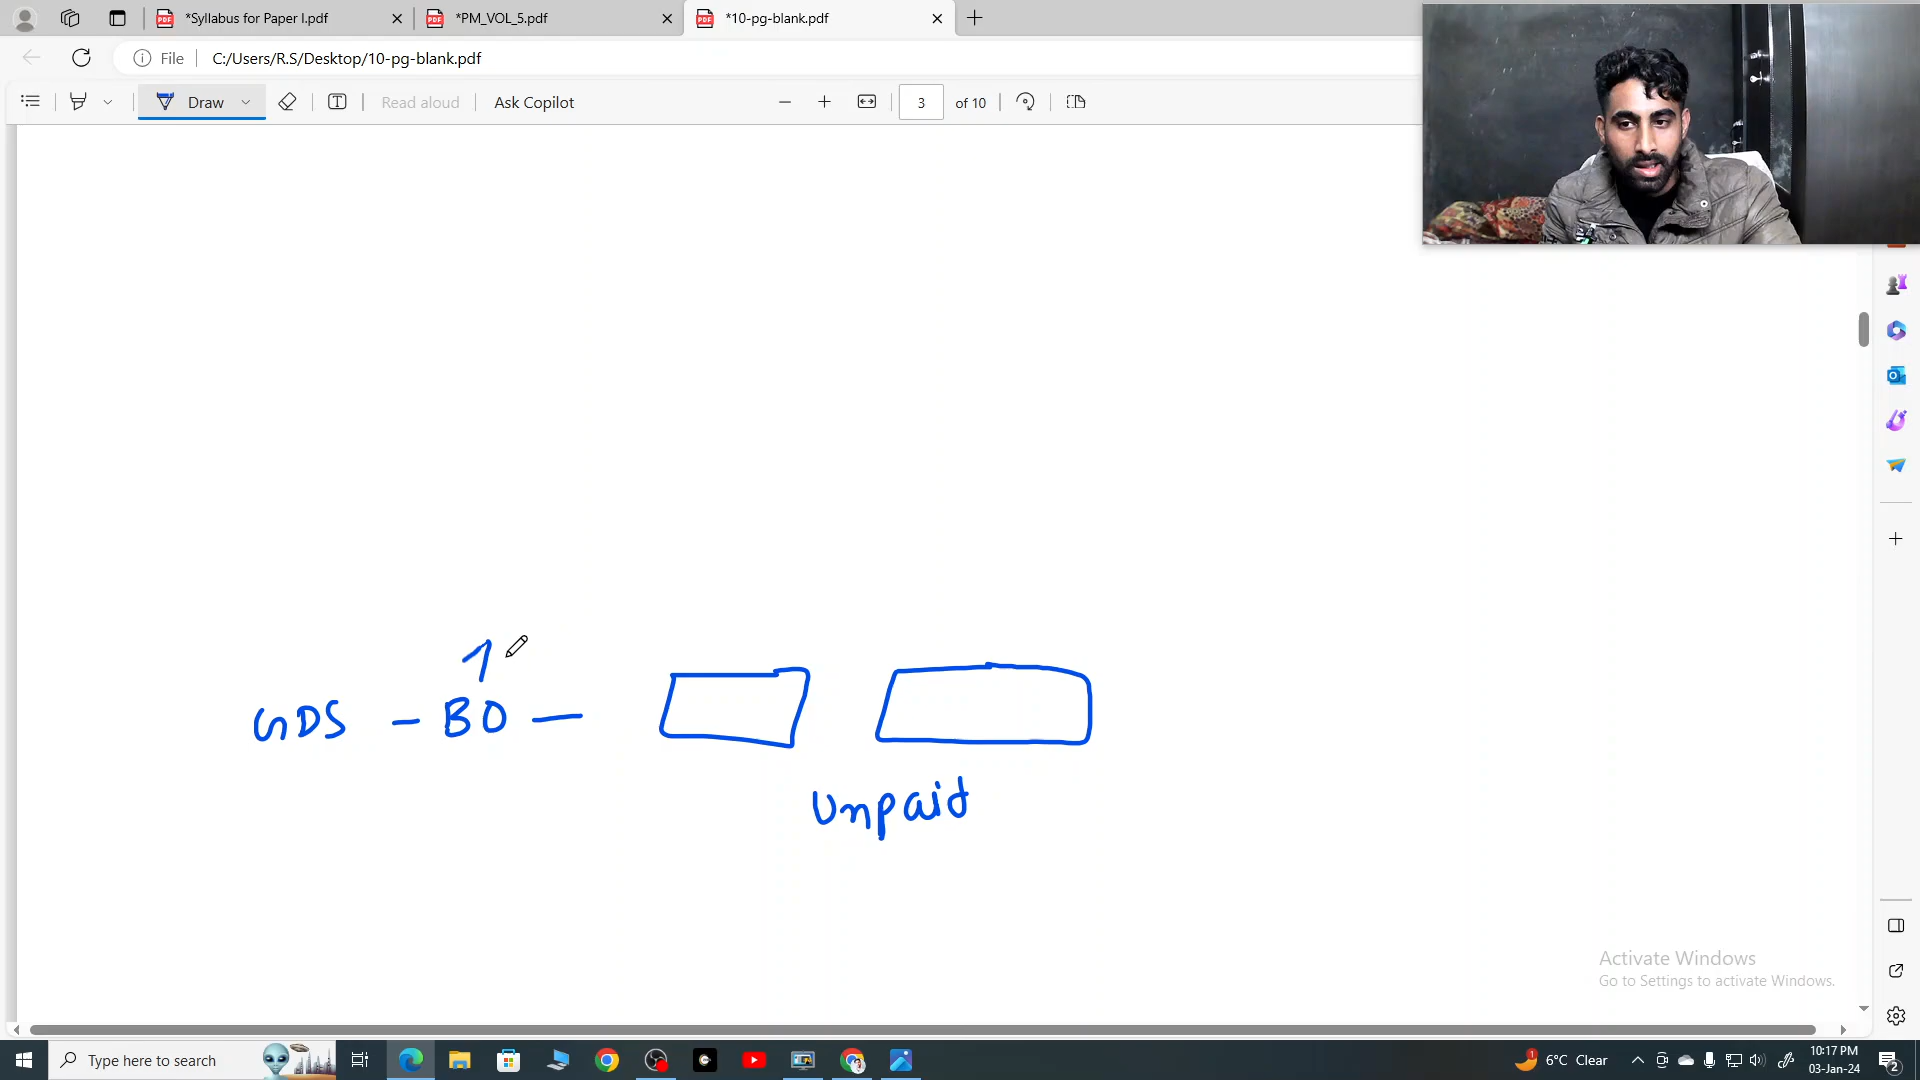 *Syllabus for Paper I.pdf
*PM_VOL_5.pdf
*10-pg-blank.pdf
File
C:/Users/R.S/Desktop/10-pg-blank.pdf
Draw
Read aloud
Ask Copilot
3
of 10
1
GDS - BO -
Unpaid
Activate Windows
Go to Settings to activate Windows.
Type here to search
6°C Clear
10:17 PM
03-Jan-24
2